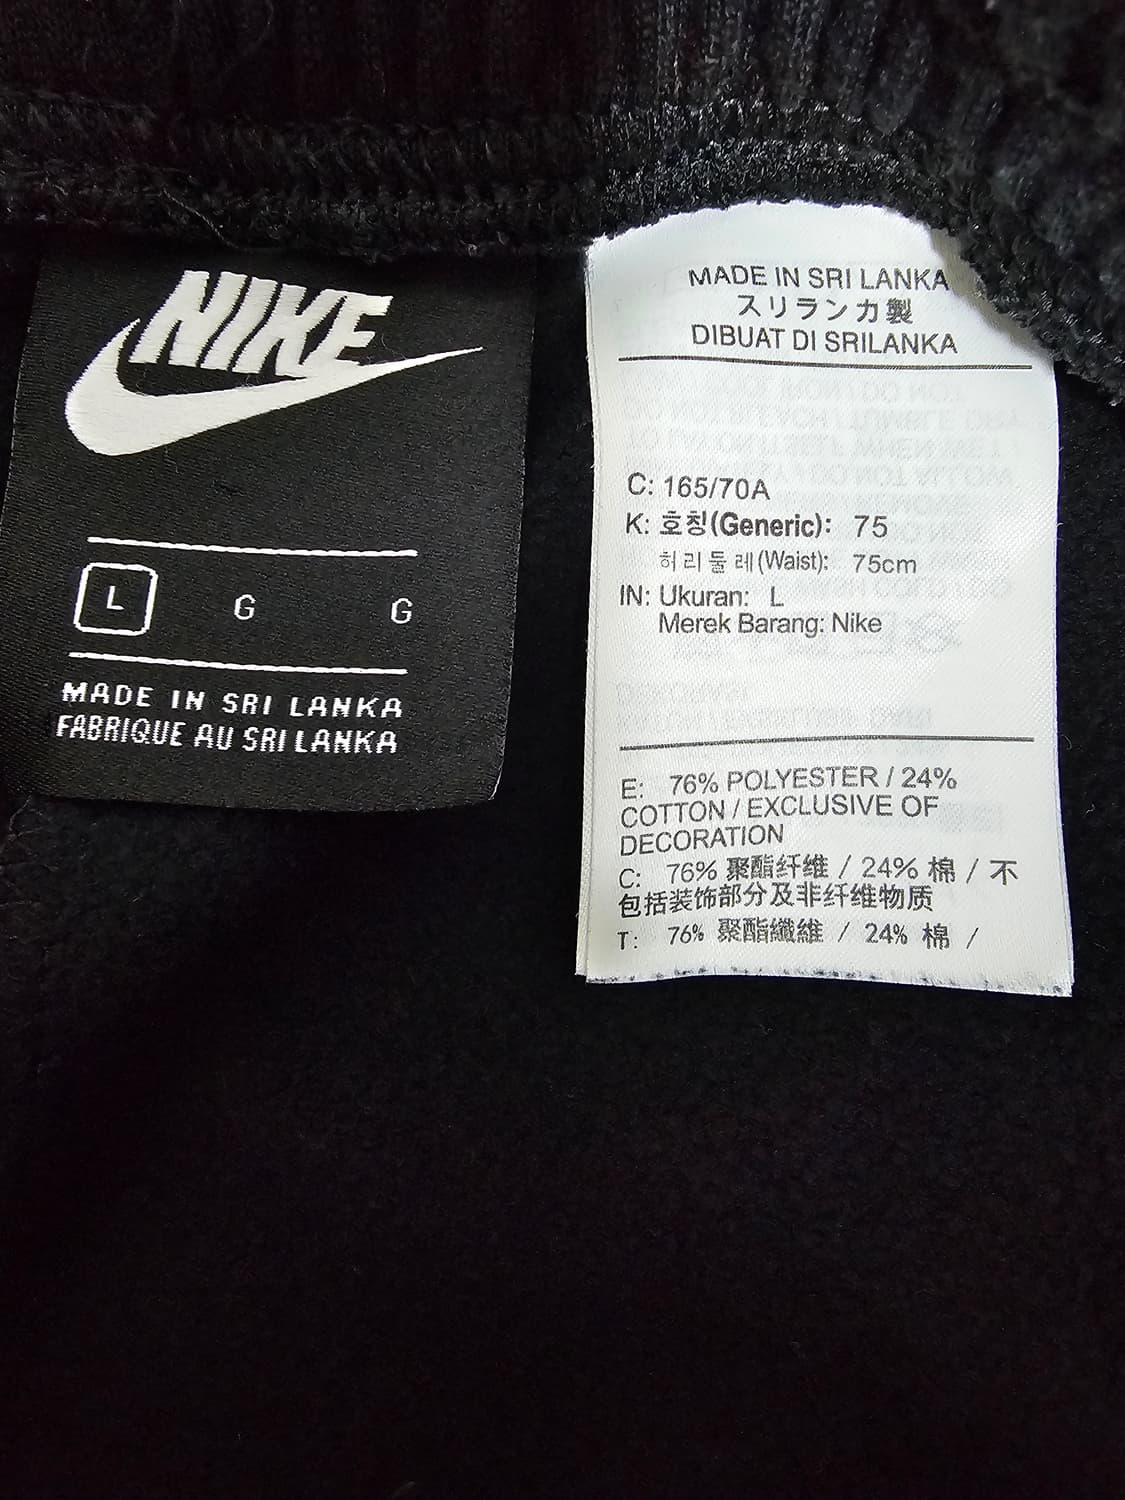 NIKE
L G G
MADE IN SRI LANKA
FABRIQUE AU SRI LANKA
MADE IN SRI LANKA
スリランカ製
DIBUAT DI SRILANKA
C: 165/70A
K: 호칭(Generic): 75
허리둘레(Waist): 75cm
IN: Ukuran: L
Merek Barang: Nike
E: 76% POLYESTER / 24%
COTTON / EXCLUSIVE OF
DECORATION
C: 76% 聚酯纤维 / 24% 棉 / 不
包括装饰部分及非纤维物质
T: 76% 聚酯纖維 / 24% 棉 /